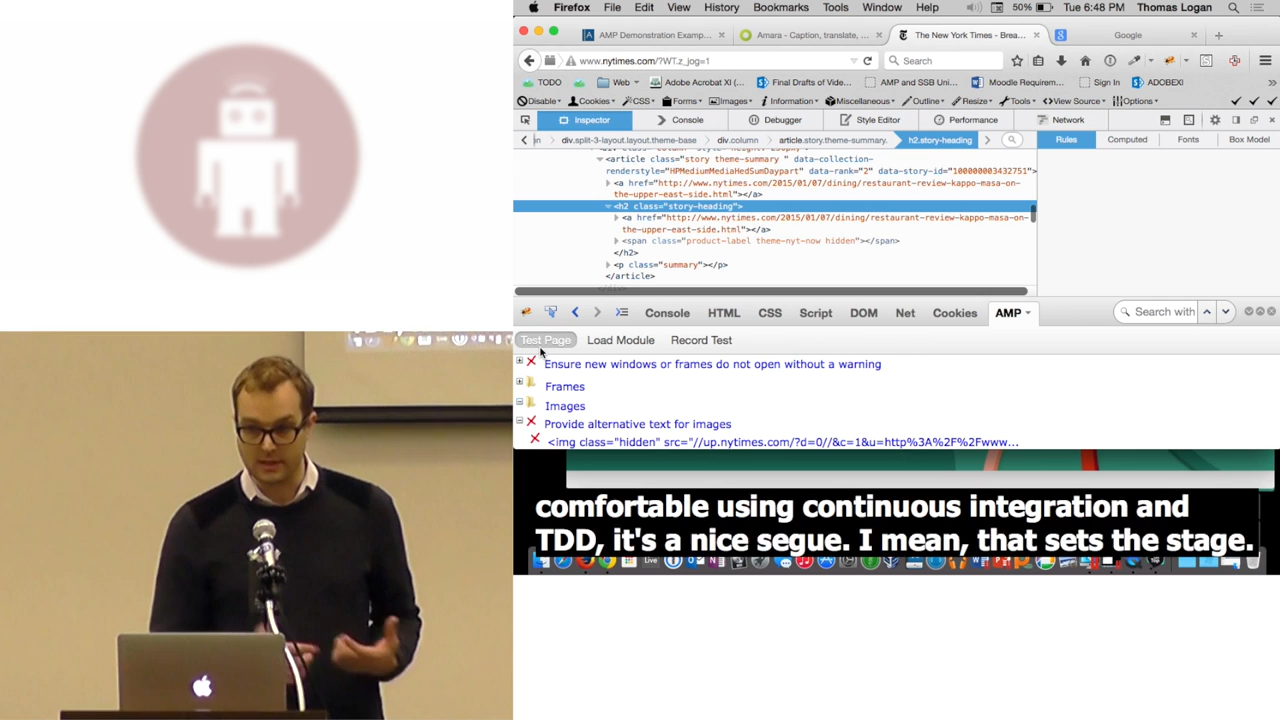 Firefox File Edit View History Bookmarks Tools Window Help 50% Tue 6:48 PM Thomas Logan
AMP Demonstration Examp... Amara - Caption, translate, ... The New York Times - Brea... Google
www.nytimes.com/?WT.z_jog=1 Search
TODO Web Adobe Acrobat XI (... Final Drafts of Vide... AMP and SSB Uni... Moodle Requirem... Sign In ADOBEXI
Disable Cookies CSS Forms Images Information Miscellaneous Outline Resize Tools View Source Options
Inspector Console Debugger Style Editor Performance Network
div.split-3-layout.layout.theme-base div.column article.story.theme-summary. h2.story-heading Rules Computed Fonts Box Model
<article class="story theme-summary " data-collection-
renderstyle="HPMediumMediaHedSumDaypart" data-rank="2" data-story-id="100000003432751">
<a href="http://www.nytimes.com/2015/01/07/dining/restaurant-review-kappo-masa-on-
the-upper-east-side.html"></a>
<h2 class="story-heading">
<a href="http://www.nytimes.com/2015/01/07/dining/restaurant-review-kappo-masa-on-
the-upper-east-side.html"></a>
<span class="product-label theme-nyt-now hidden"></span>
</h2>
<p class="summary"></p>
</article>
Console HTML CSS Script DOM Net Cookies AMP Search with
Test Page Load Module Record Test
Ensure new windows or frames do not open without a warning
Frames
Images
Provide alternative text for images
<img class="hidden" src="//up.nytimes.com/?d=0//&c=1&u=http%3A%2F%2Fwww...
comfortable using continuous integration and
TDD, it's a nice segue. I mean, that sets the stage.
Live